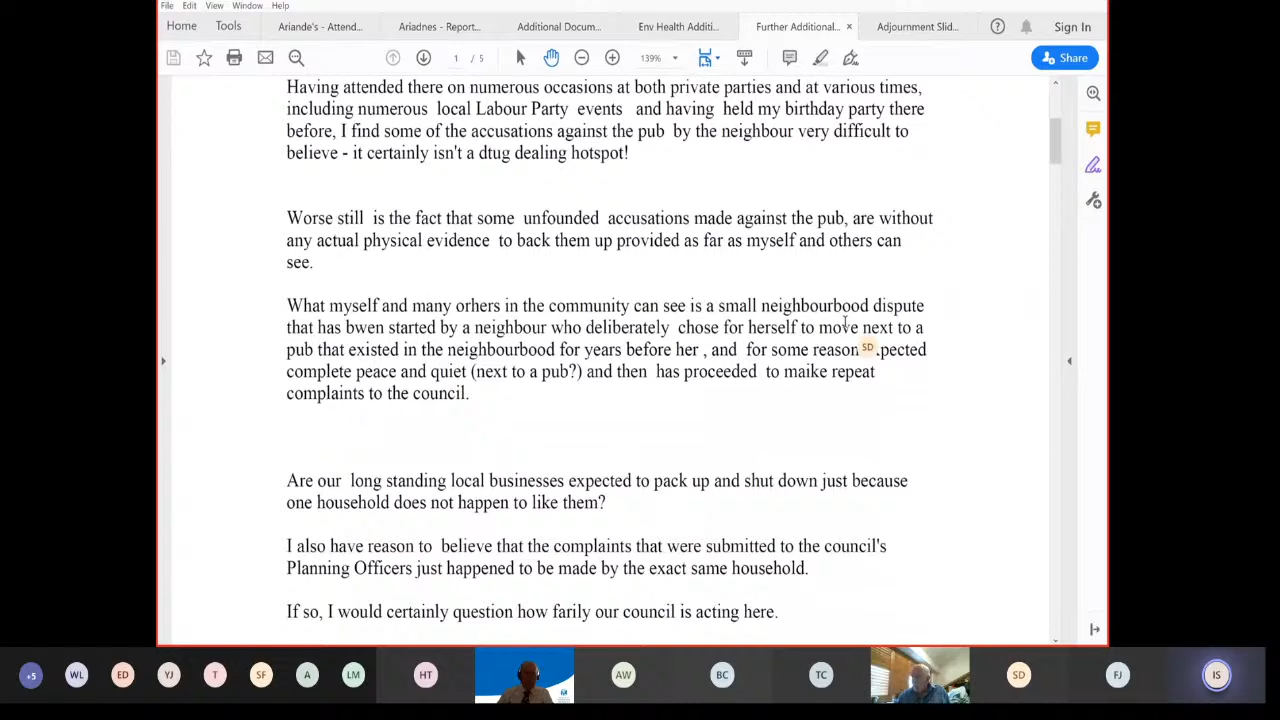 File Edit View Window Help
Home Tools Ariande's - Attend... Ariadnes - Report... Additional Docum... Env Health Additi... Further Additional... × Adjournment Slid... Sign In
1 / 5 139% Share
Having attended there on numerous occasions at both private parties and at various times,
including numerous local Labour Party events and having held my birthday party there
before, I find some of the accusations against the pub by the neighbour very difficult to
believe - it certainly isn't a dtug dealing hotspot!
Worse still is the fact that some unfounded accusations made against the pub, are without
any actual physical evidence to back them up provided as far as myself and others can
see.
What myself and many orhers in the community can see is a small neighbourbood dispute
that has bwen started by a neighbour who deliberately chose for herself to move next to a
pub that existed in the neighbourbood for years before her , and for some reason SD xpected
complete peace and quiet (next to a pub?) and then has proceeded to maike repeat
complaints to the council.
Are our long standing local businesses expected to pack up and shut down just because
one household does not happen to like them?
I also have reason to believe that the complaints that were submitted to the council's
Planning Officers just happened to be made by the exact same household.
If so, I would certainly question how farily our council is acting here.
+5 WL ED YJ T SF A LM HT AW BC TC SD FJ IS